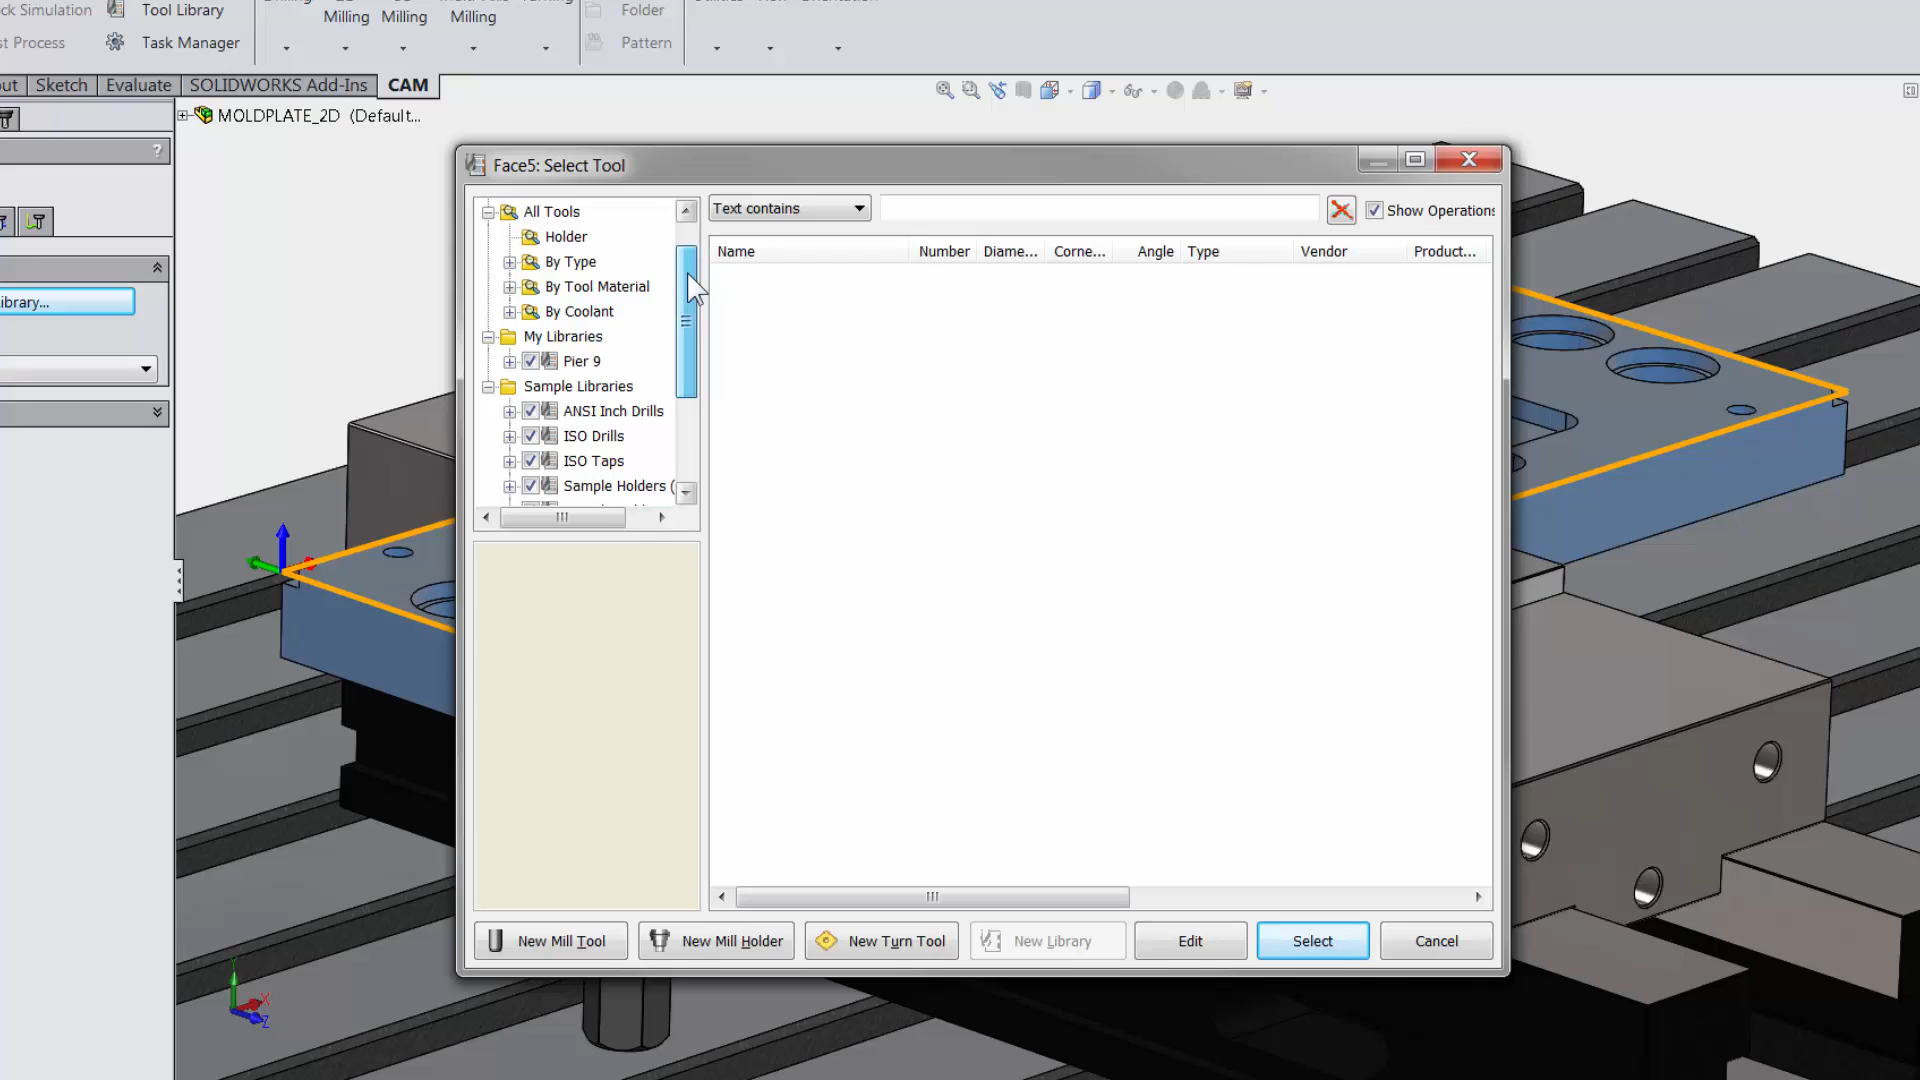 ck Simulation
Tool Library
st Process
Task Manager
Milling
Milling
Milling
Folder
Pattern
out
Sketch
Evaluate
SOLIDWORKS Add-Ins
CAM
MOLDPLATE_2D (Default...
?
ibrary...
Face5: Select Tool
All Tools
Holder
By Type
By Tool Material
By Coolant
My Libraries
Pier 9
Sample Libraries
ANSI Inch Drills
ISO Drills
ISO Taps
Sample Holders (
Text contains
Show Operations
Name Number Diame... Corne... Angle Type Vendor Product...
New Mill Tool
New Mill Holder
New Turn Tool
New Library
Edit
Select
Cancel
Y
X
Z